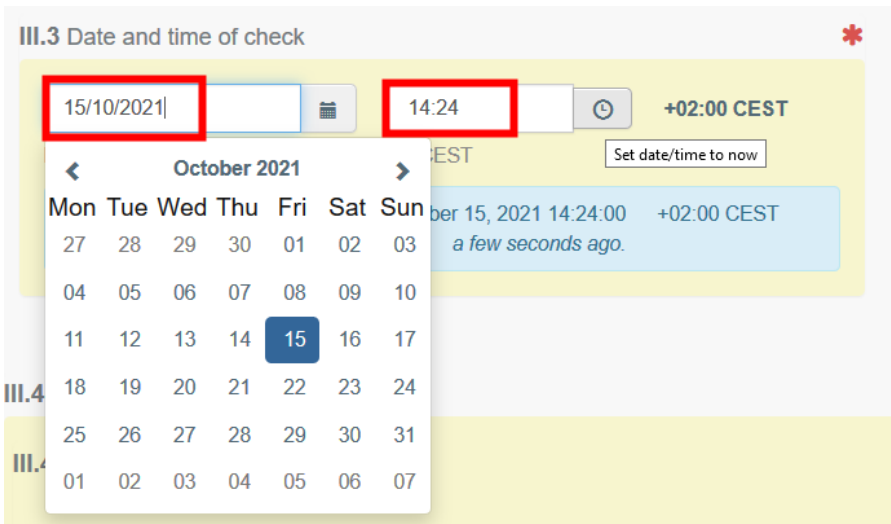 III.3 Date and time of check *
15/10/2021
14:24
+02:00 CEST
CEST
Set date/time to now
October 2021
Mon Tue Wed Thu Fri Sat Sun
ber 15, 2021 14:24:00 +02:00 CEST
a few seconds ago.
27 28 29 30 01 02 03
04 05 06 07 08 09 10
11 12 13 14 15 16 17
18 19 20 21 22 23 24
25 26 27 28 29 30 31
01 02 03 04 05 06 07
III.4
III.4